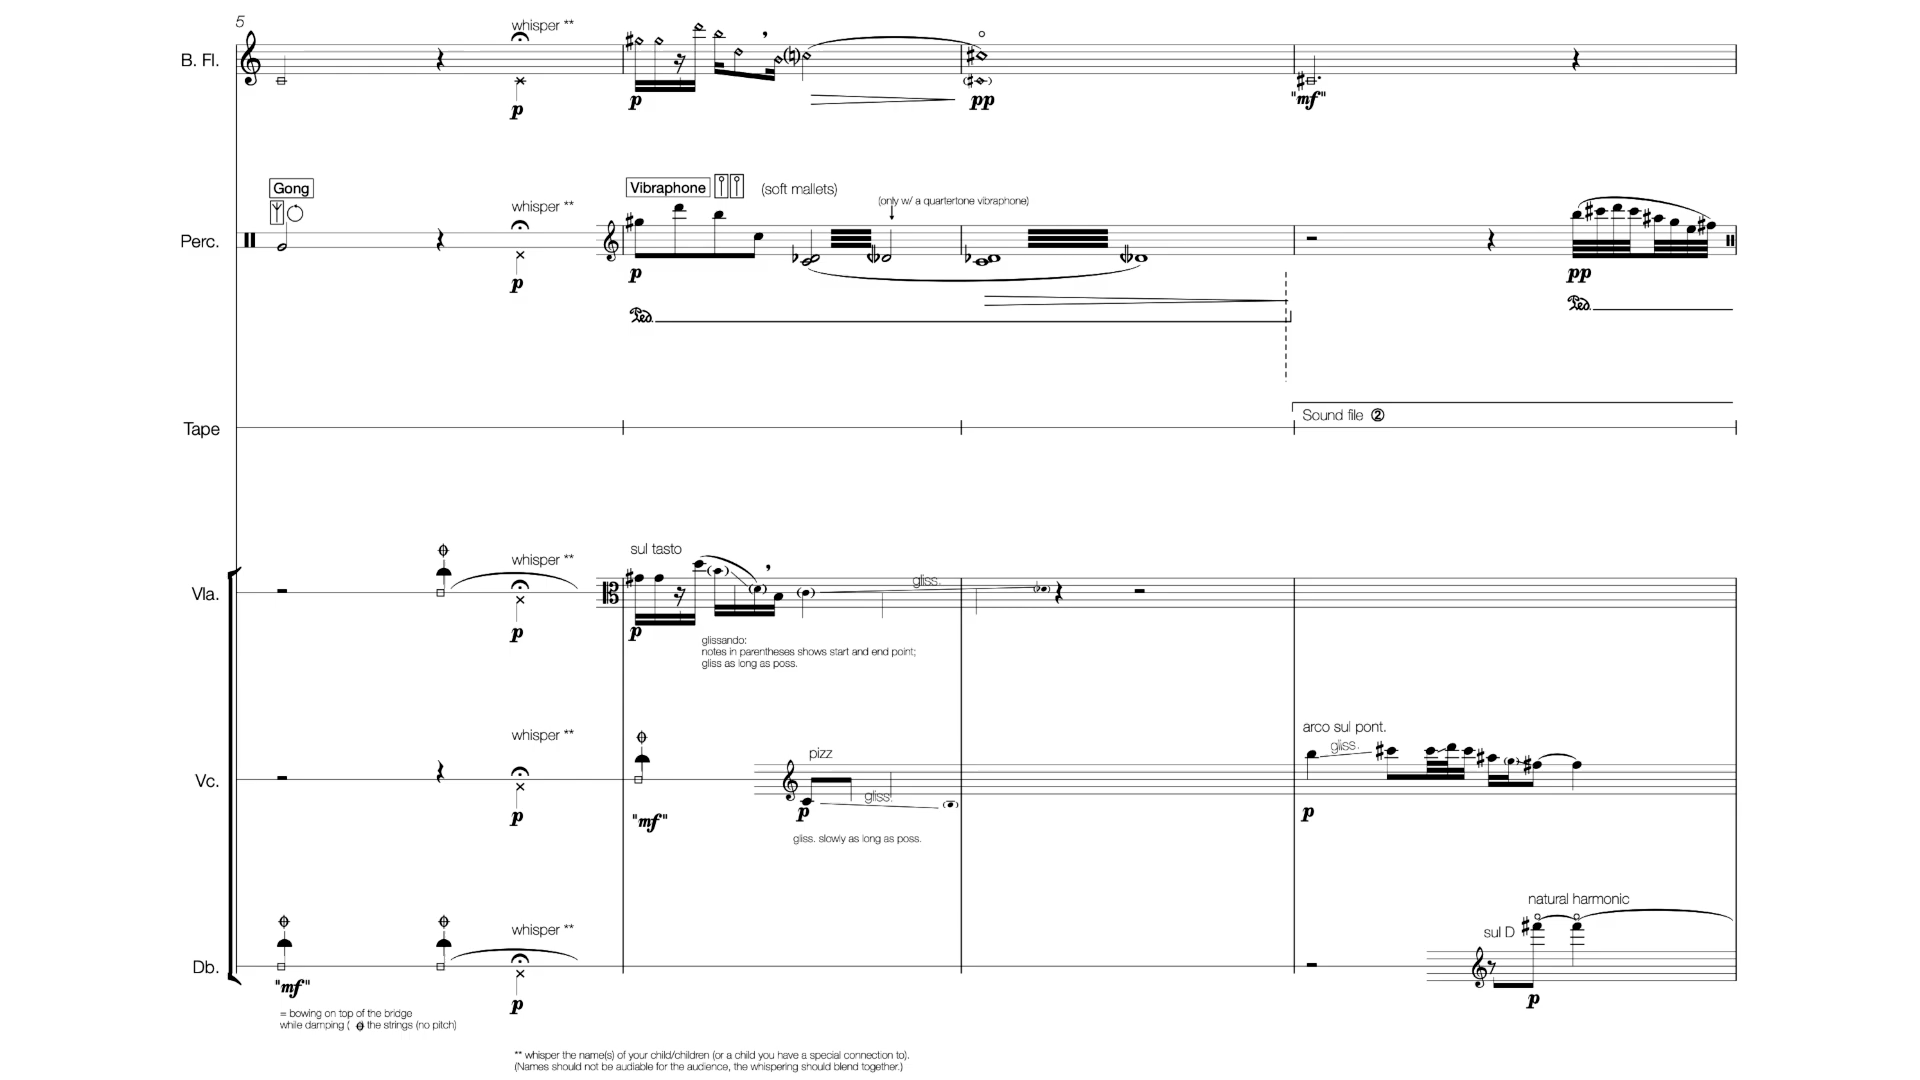 5
whisper **
B. Fl.
p
p
pp
"mf"
Gong
Vibraphone
(soft mallets)
whisper **
(only w/ a quartertone vibraphone)
Perc.
p
p
pp
Ped.
Ped.
Sound file ②
Tape
whisper **
sul tasto
gliss.
Vla.
p
p
glissando:
notes in parentheses shows start and end point;
gliss as long as poss.
whisper **
arco sul pont.
pizz
gliss.
Vc.
gliss.
p
"mf"
p
p
gliss. slowly as long as poss.
natural harmonic
whisper **
sul D
Db.
"mf"
p
p
= bowing on top of the bridge
while damping ( the strings (no pitch)
** whisper the name(s) of your child/children (or a child you have a special connection to).
(Names should not be audiable for the audience, the whispering should blend together.)